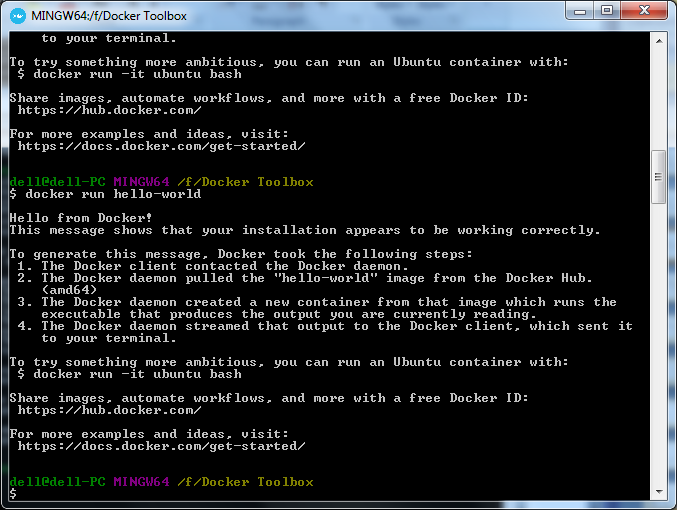 MINGW64:/f/Docker Toolbox
to your terminal.
To try something more ambitious, you can run an Ubuntu container with:
$ docker run -it ubuntu bash
Share images, automate workflows, and more with a free Docker ID:
https://hub.docker.com/
For more examples and ideas, visit:
https://docs.docker.com/get-started/
dell@dell-PC MINGW64 /f/Docker Toolbox
$ docker run hello-world
Hello from Docker!
This message shows that your installation appears to be working correctly.
To generate this message, Docker took the following steps:
1. The Docker client contacted the Docker daemon.
2. The Docker daemon pulled the "hello-world" image from the Docker Hub.
(amd64)
3. The Docker daemon created a new container from that image which runs the
executable that produces the output you are currently reading.
4. The Docker daemon streamed that output to the Docker client, which sent it
to your terminal.
To try something more ambitious, you can run an Ubuntu container with:
$ docker run -it ubuntu bash
Share images, automate workflows, and more with a free Docker ID:
https://hub.docker.com/
For more examples and ideas, visit:
https://docs.docker.com/get-started/
dell@dell-PC MINGW64 /f/Docker Toolbox
$